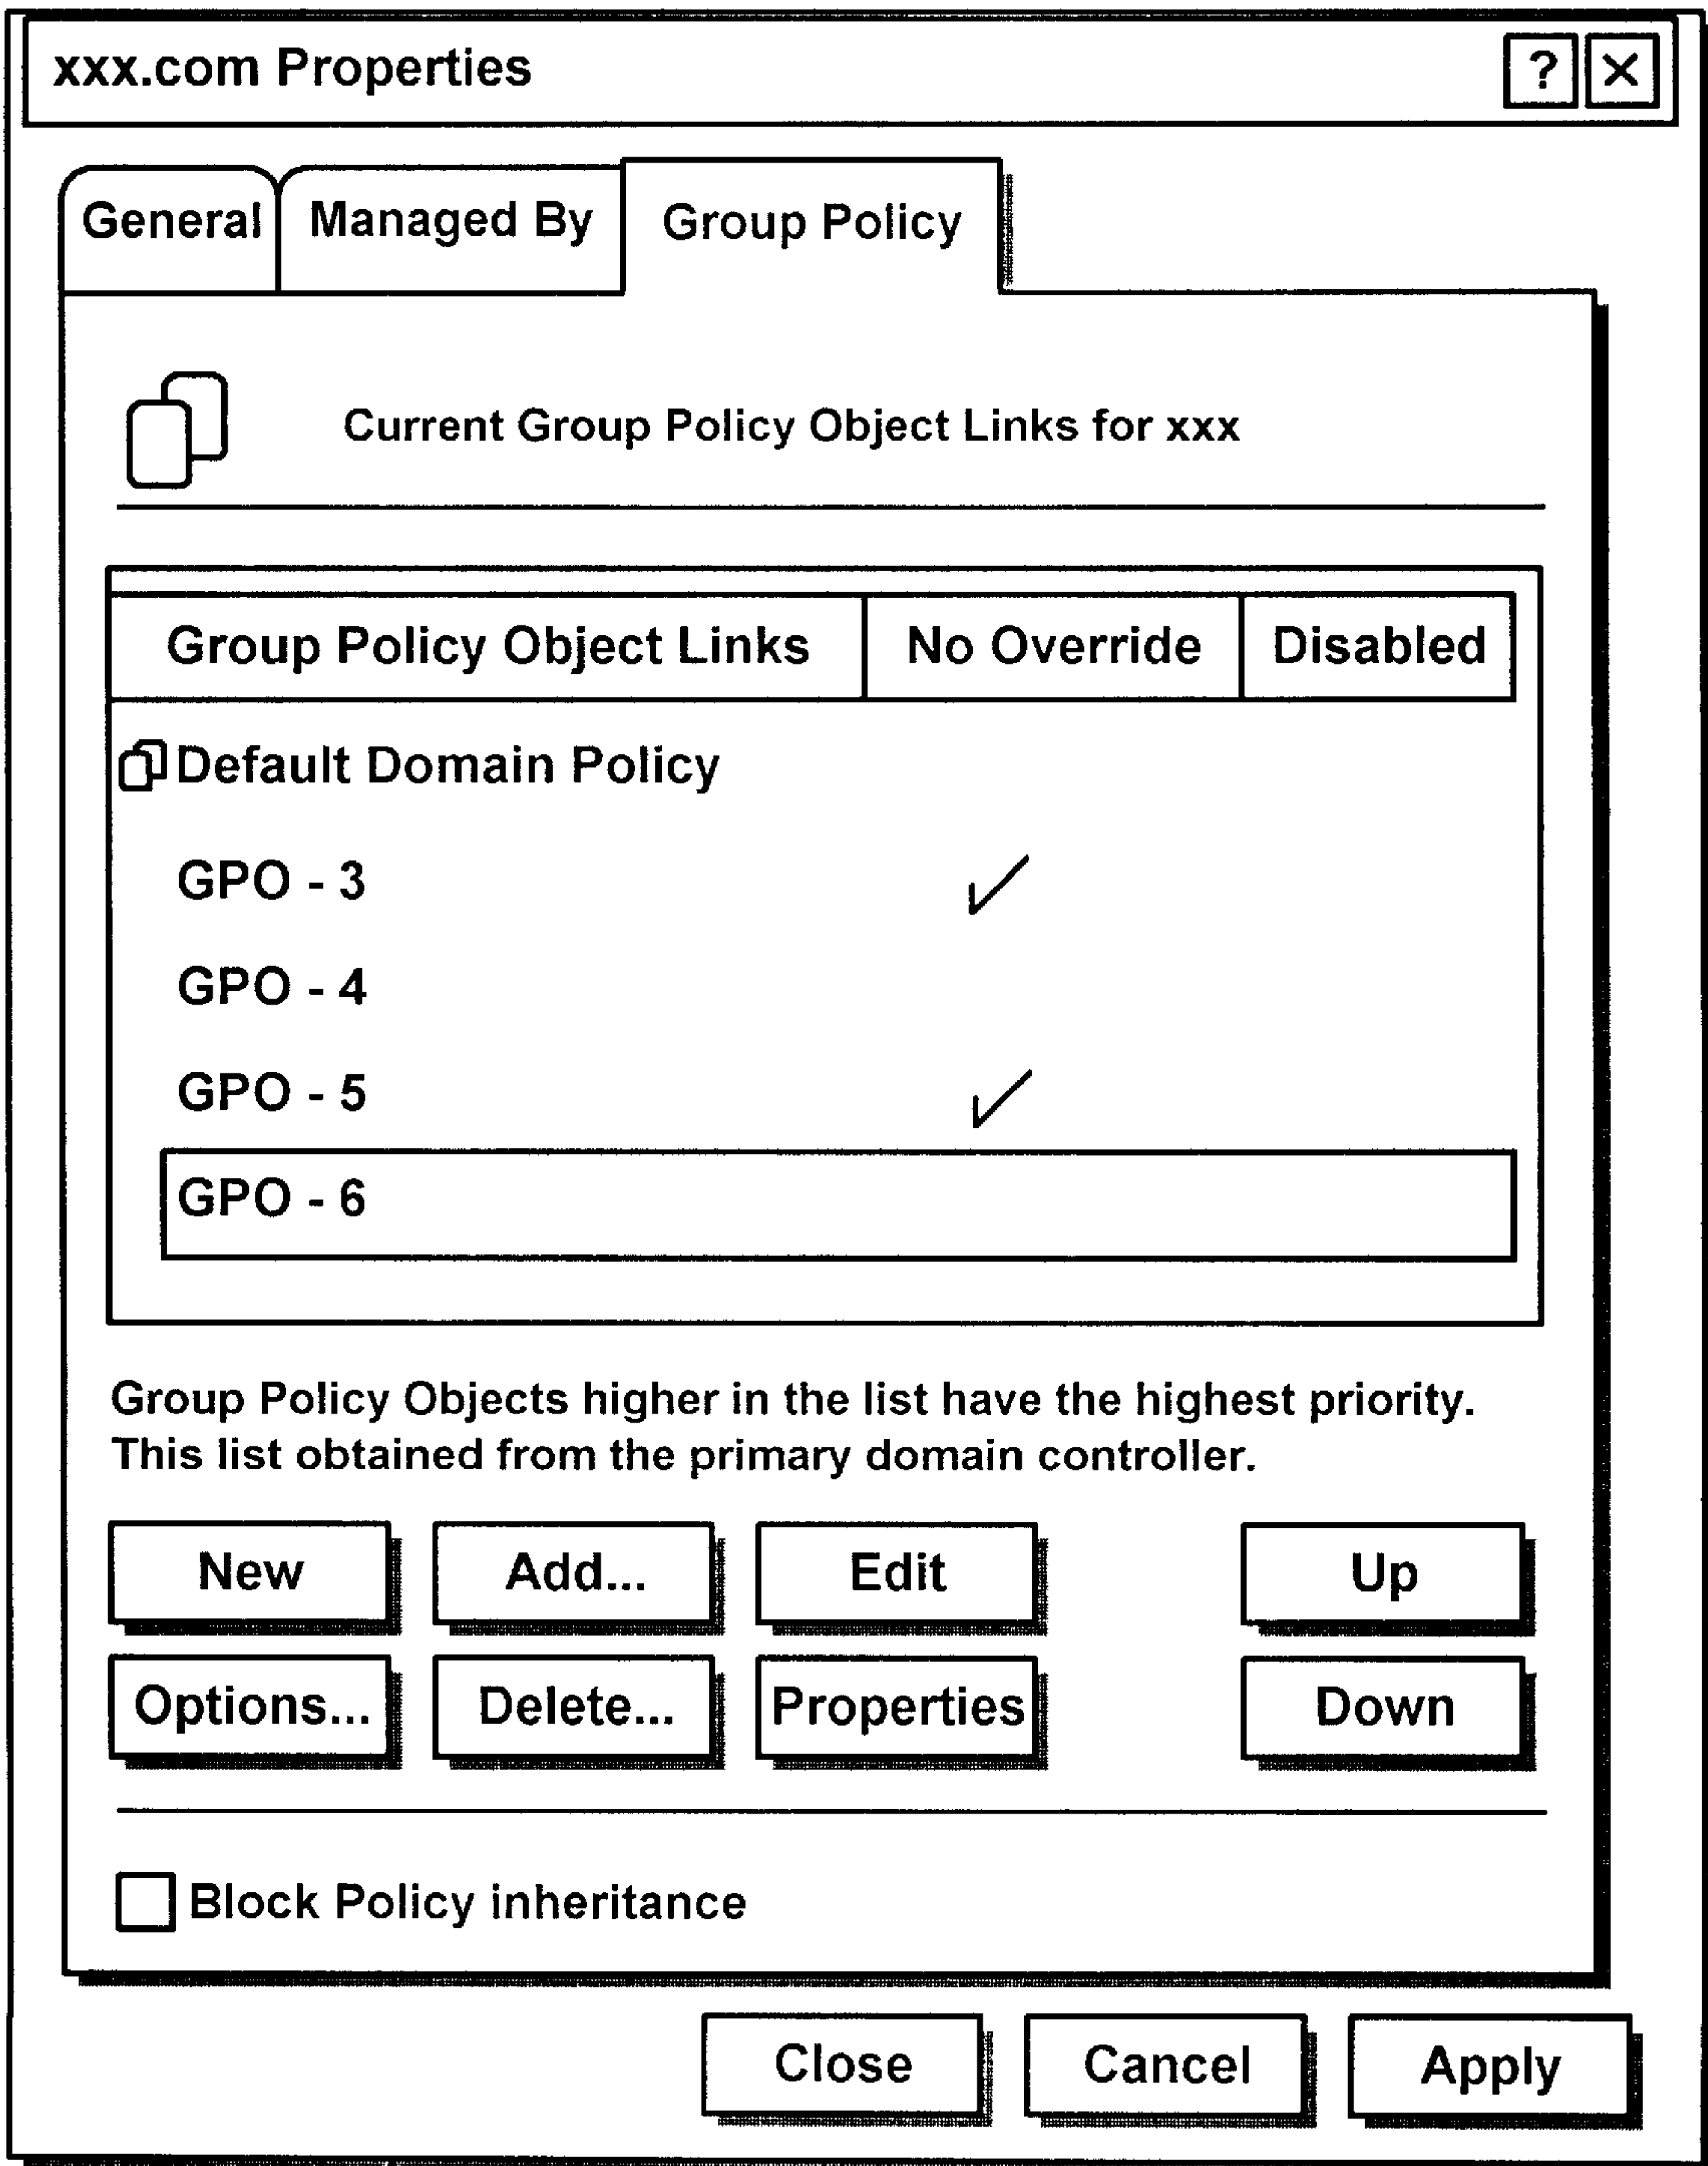 xxx.com Properties ? X
General Managed By Group Policy
Current Group Policy Object Links for xxx
Group Policy Object Links No Override Disabled
Default Domain Policy
GPO - 3
GPO - 4
GPO - 5
GPO - 6
Group Policy Objects higher in the list have the highest priority.
This list obtained from the primary domain controller.
New Add... Edit Up
Options... Delete... Properties Down
Block Policy inheritance
Close Cancel Apply